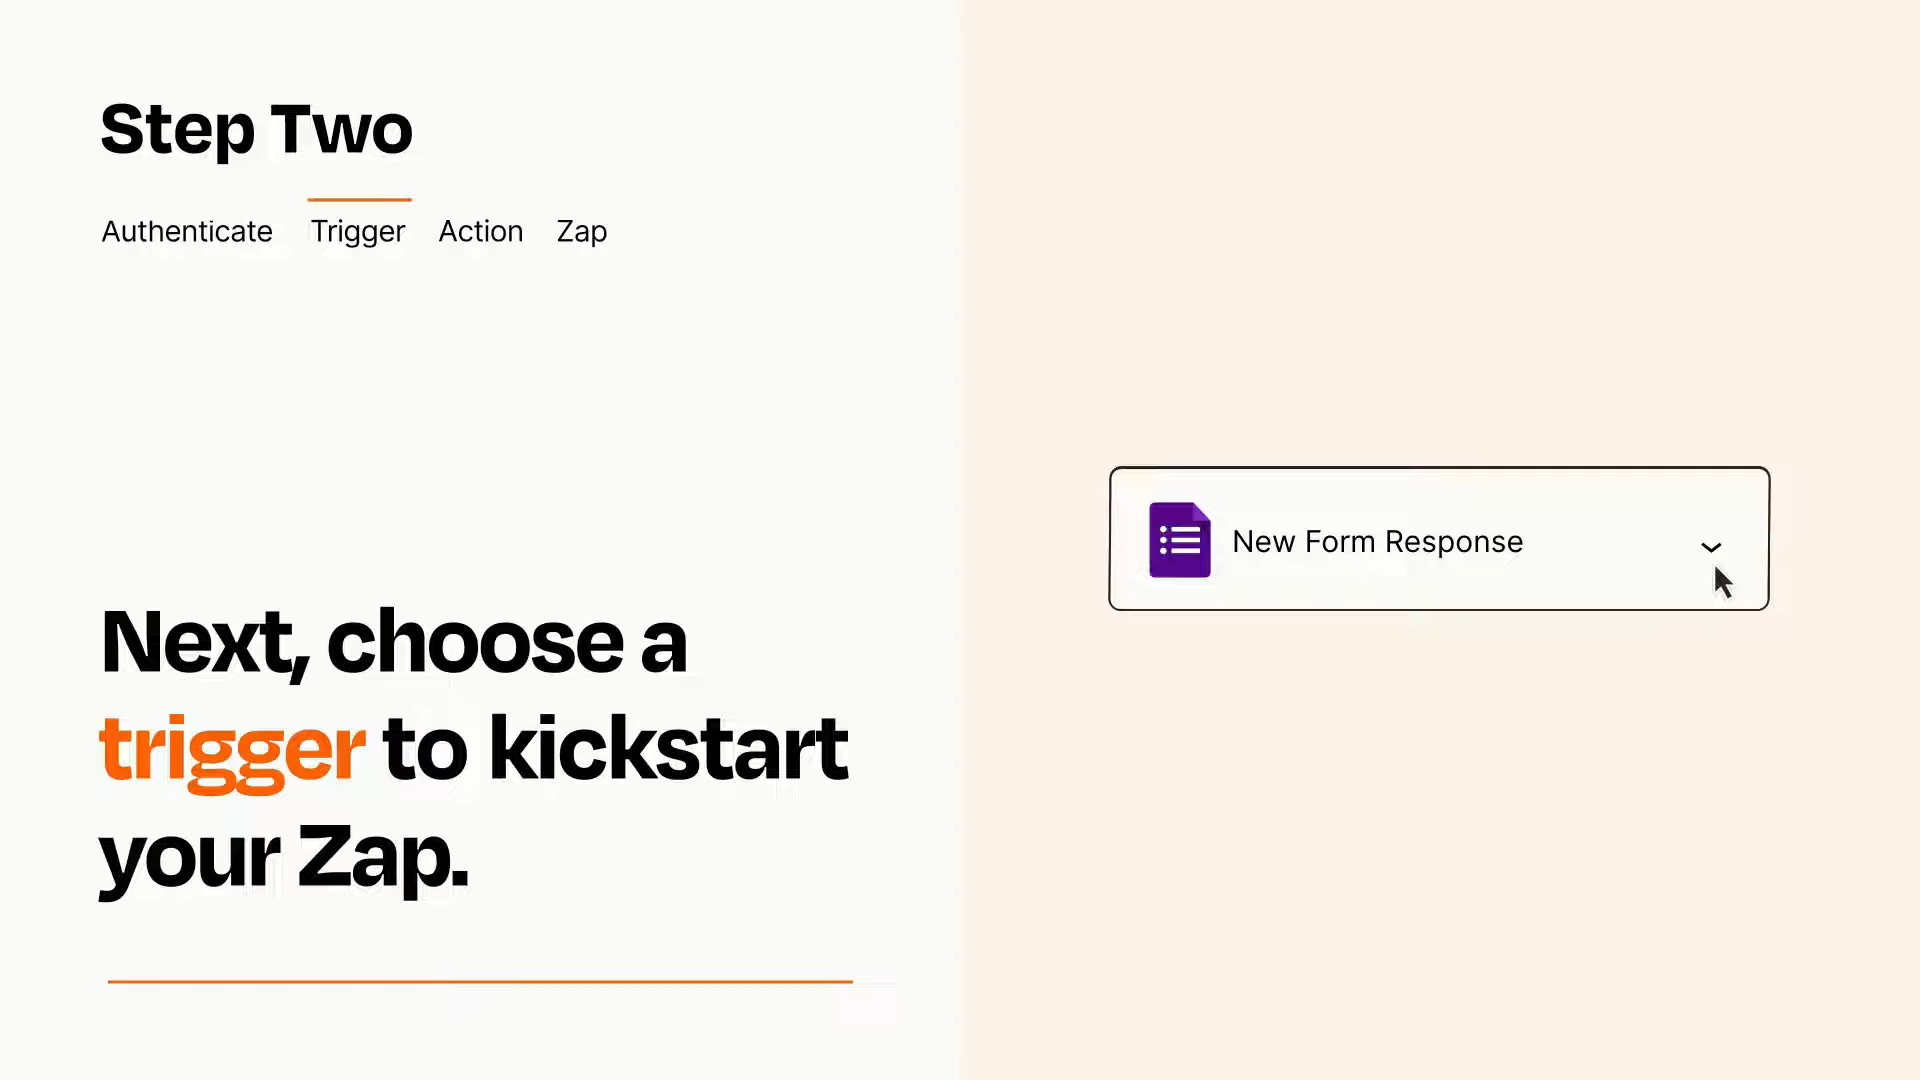 Step Two
Authenticate Trigger Action Zap
Next, choose a
trigger to kickstart
your Zap.
New Form Response